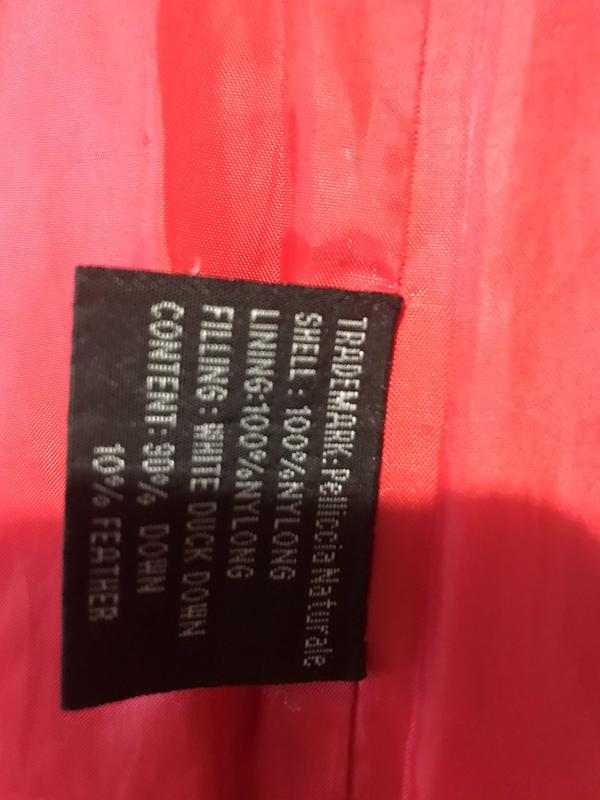 TRADEMARK: Pelliccia Naturale
SHELL : 100%NYLONG
LINING:100%NYLONG
FILLING : WHITE DUCK DOWN
CONTENT: 90% DOWN
10% FEATHER